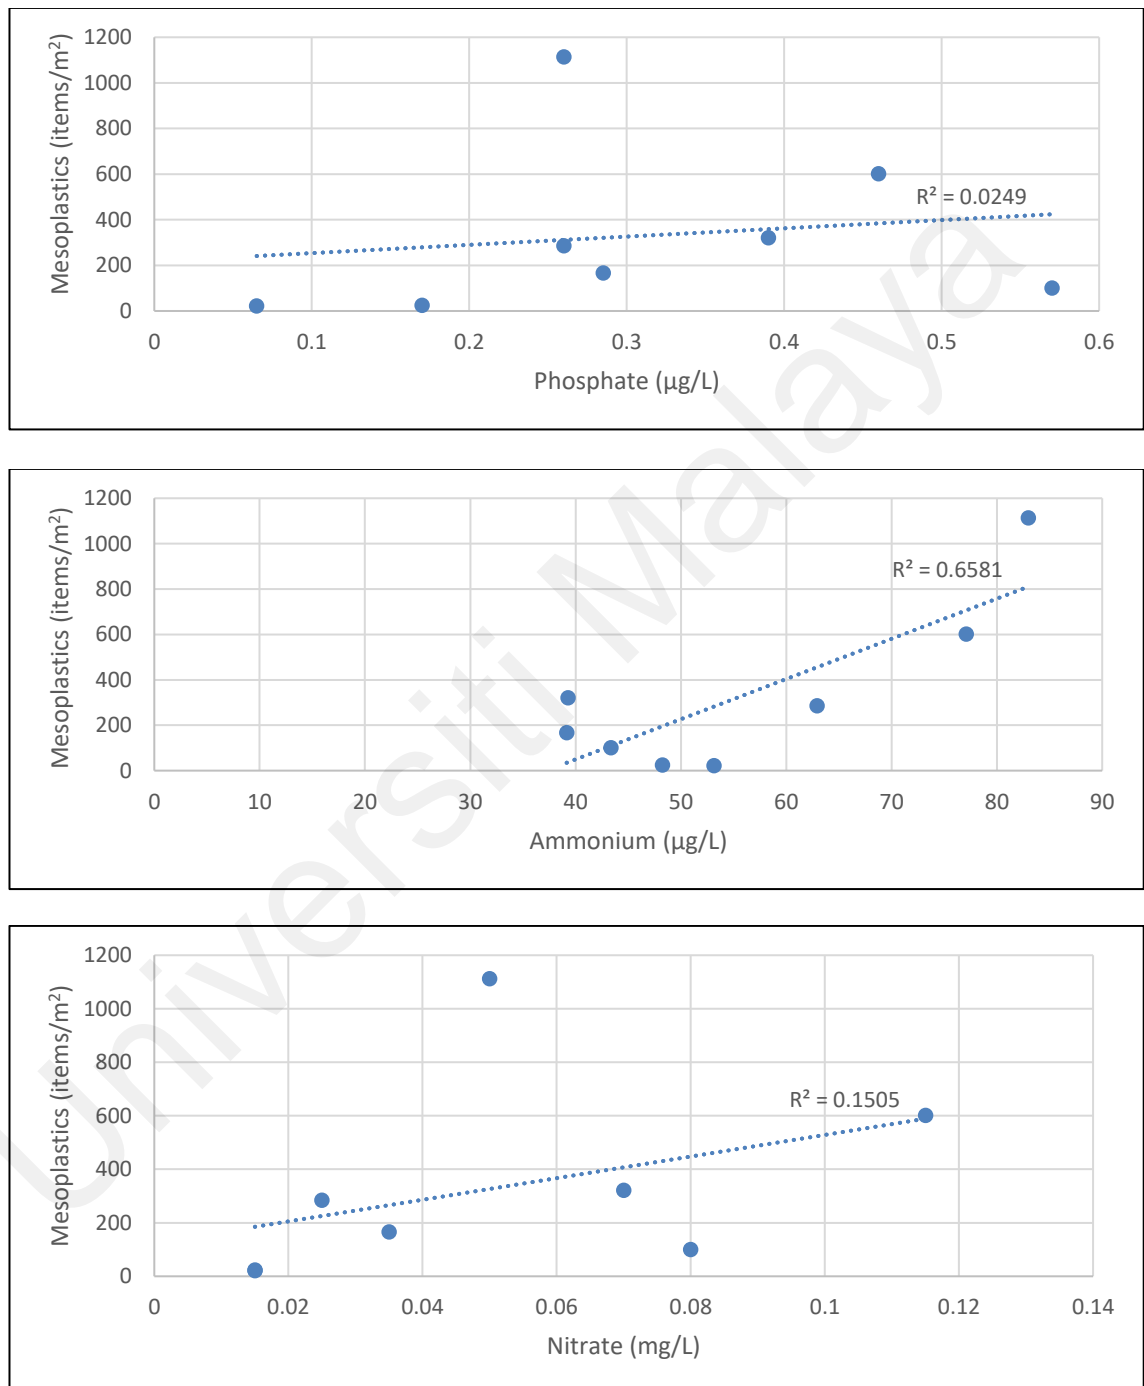 Mesoplastics (items/m²)
1200
1000
800
600
400
200
0
R² = 0.0249
0 0.1 0.2 0.3 0.4 0.5 0.6
Phosphate (µg/L)
Mesoplastics (items/m²)
1200
1000
800
600
400
200
0
R² = 0.6581
0 10 20 30 40 50 60 70 80 90
Ammonium (µg/L)
Mesoplastics (items/m²)
1200
1000
800
600
400
200
0
R² = 0.1505
0 0.02 0.04 0.06 0.08 0.1 0.12 0.14
Nitrate (mg/L)
Universiti Malaya